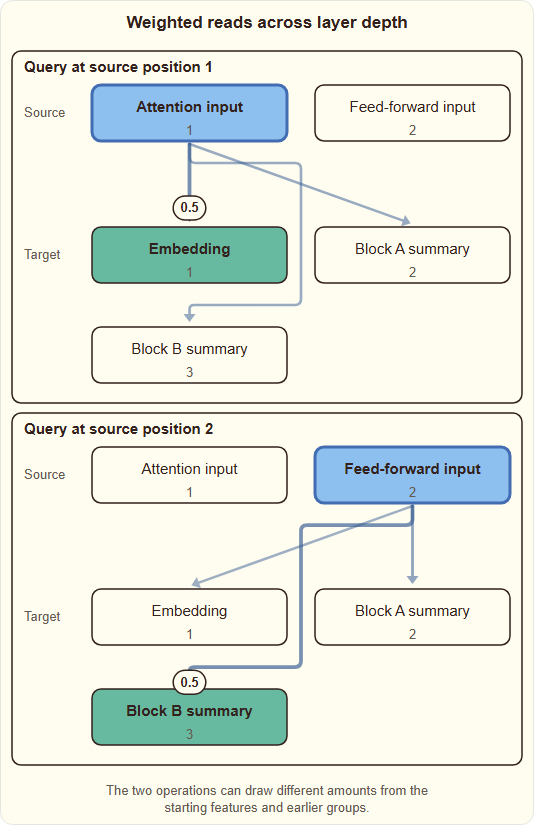 Weighted reads across layer depth
Query at source position 1
Source
Attention input
1
Feed-forward input
2
0.5
Target
Embedding
1
Block A summary
2
Block B summary
3
Query at source position 2
Source
Attention input
1
Feed-forward input
2
Target
Embedding
1
Block A summary
2
0.5
Block B summary
3
The two operations can draw different amounts from the
starting features and earlier groups.